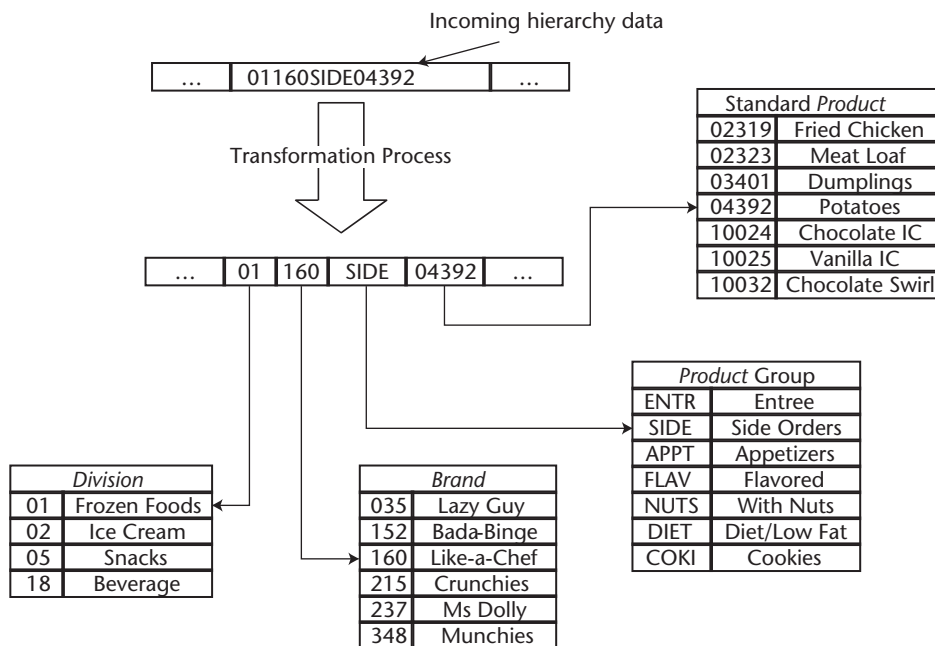 Incoming hierarchy data
... 01160SIDE04392 ...
Transformation Process
... 01 160 SIDE 04392 ...
Standard Product
02319 Fried Chicken
02323 Meat Loaf
03401 Dumplings
04392 Potatoes
10024 Chocolate IC
10025 Vanilla IC
10032 Chocolate Swirl
Product Group
ENTR Entree
SIDE Side Orders
APPT Appetizers
FLAV Flavored
NUTS With Nuts
DIET Diet/Low Fat
COKI Cookies
Division
01 Frozen Foods
02 Ice Cream
05 Snacks
18 Beverage
Brand
035 Lazy Guy
152 Bada-Binge
160 Like-a-Chef
215 Crunchies
237 Ms Dolly
348 Munchies